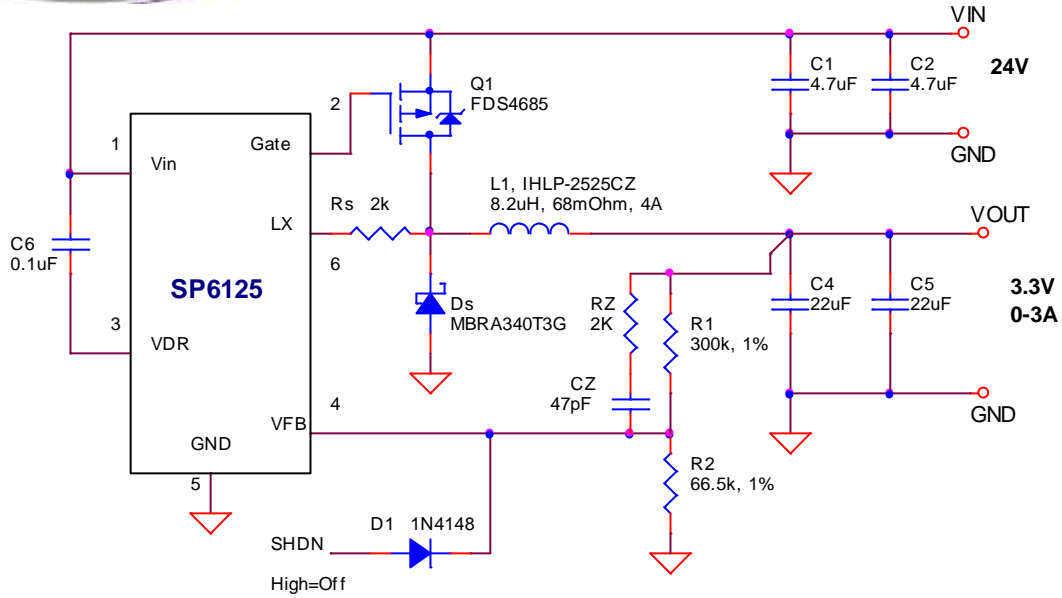 VIN
24V
C1
4.7uF
C2
4.7uF
GND
Q1
FDS4685
2
Gate
1
Vin
L1, IHLP-2525CZ
8.2uH, 68mOhm, 4A
Rs 2k
LX
6
VOUT
C6
0.1uF
SP6125
Ds
MBRA340T3G
RZ
2K
R1
300k, 1%
C4
22uF
C5
22uF
3.3V
0-3A
3
VDR
CZ
47pF
4
VFB
GND
GND
5
R2
66.5k, 1%
D1 1N4148
SHDN
High=Off